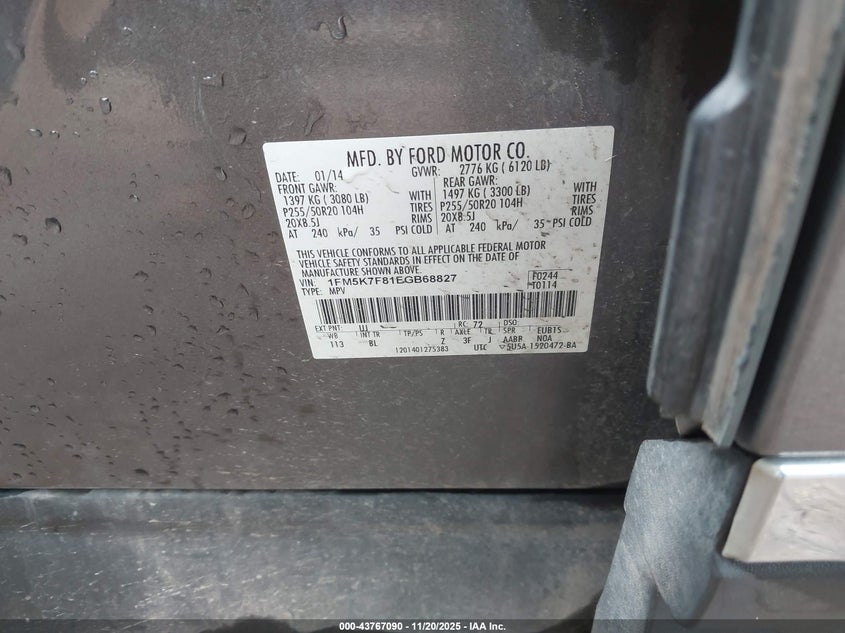 MFD. BY FORD MOTOR CO.
DATE: 01/14 GVWR: 2776 KG ( 6120 LB)
FRONT GAWR: REAR GAWR:
1397 KG ( 3080 LB) WITH 1497 KG ( 3300 LB) WITH
P255/50R20 104H TIRES P255/50R20 104H TIRES
20X8.5J RIMS 20X8.5J RIMS
AT 240 kPa/ 35 PSI COLD AT 240 kPa/ 35 PSI COLD
THIS VEHICLE CONFORMS TO ALL APPLICABLE FEDERAL MOTOR
VEHICLE SAFETY STANDARDS IN EFFECT ON THE DATE OF
MANUFACTURE SHOWN ABOVE.
VIN: 1FM5K7F81EGB68827 F0244
TYPE: MPV T0114
EXT PNT: UJ RC: 72 DSO:
WB INT TR TP/PS R AXLE TR EUB15
113 BL Z 3F J AABR NOA
1201401275383 UTC 5U5A-1520472-BA
000-43767090 - 11/20/2025 - IAA Inc.